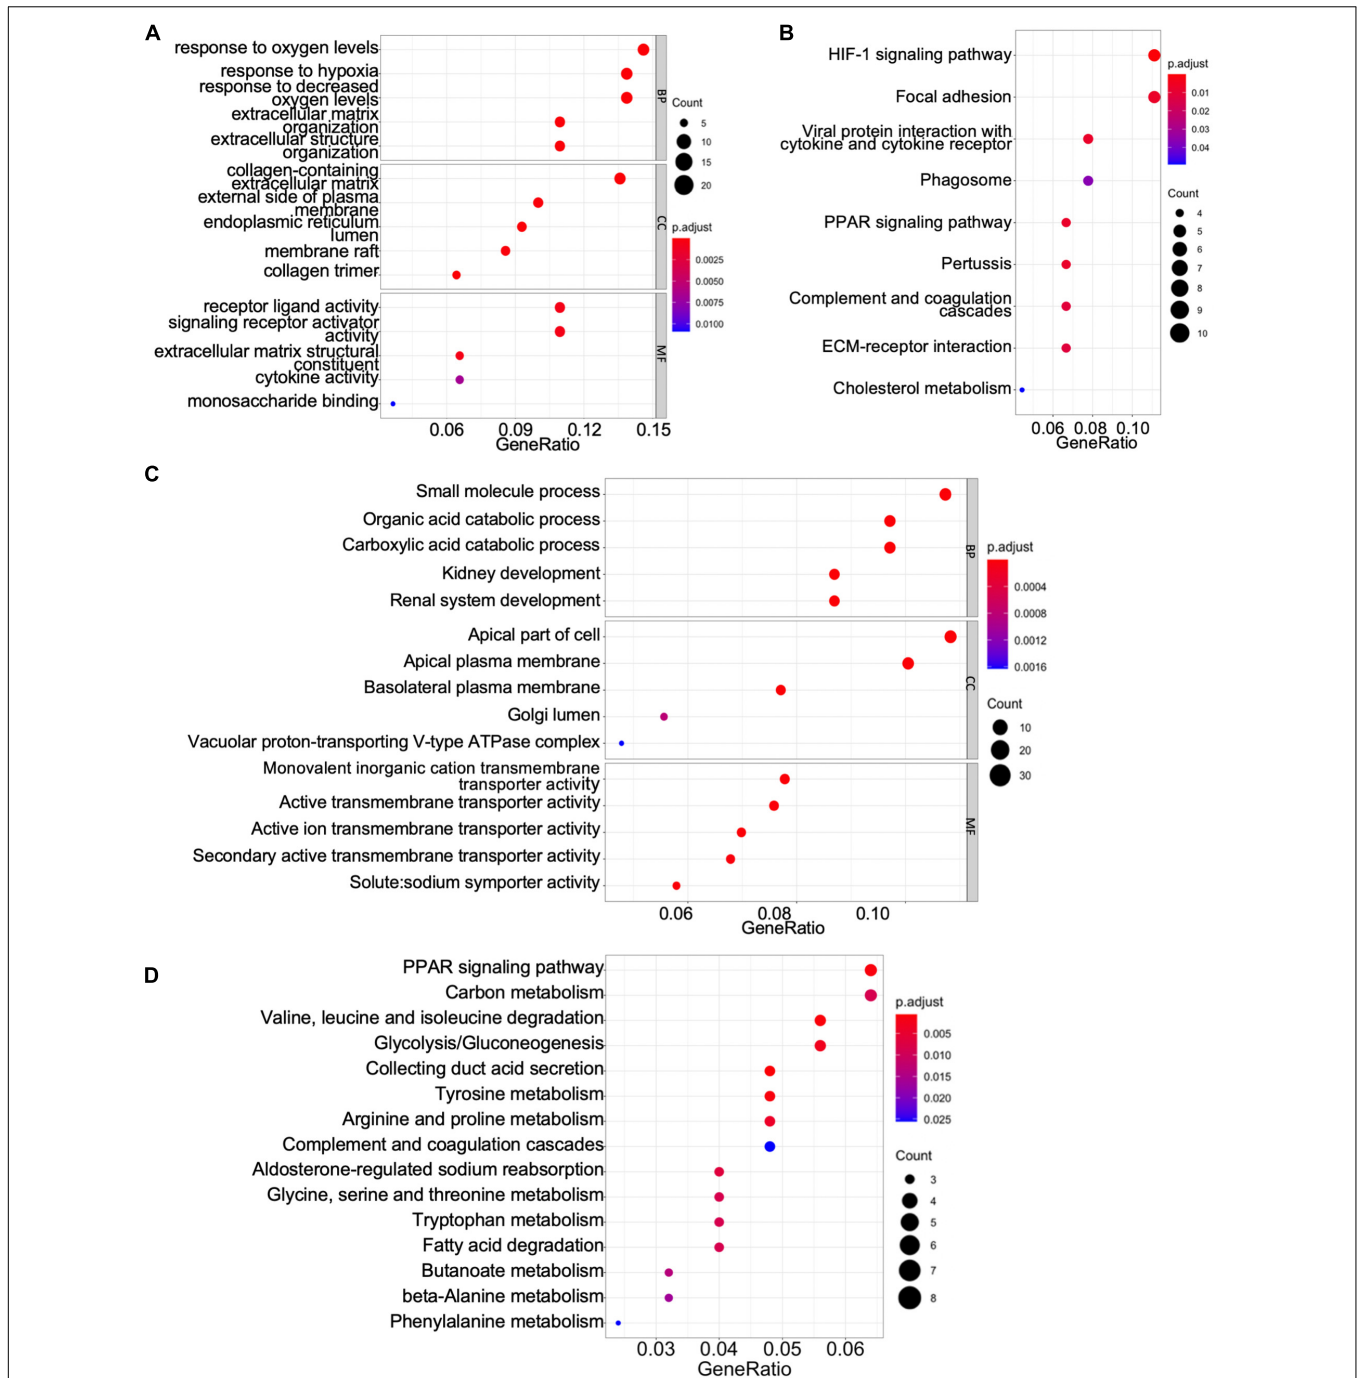 A
response to oxygen levels
response to hypoxia
response to decreased
oxygen levels
extracellular matrix
organization
extracellular structure
organization
collagen-containing
extracellular matrix
external side of plasma
membrane
endoplasmic reticulum
lumen
membrane raft
collagen trimer
receptor ligand activity
signaling receptor activator
activity
extracellular matrix structural
constituent
cytokine activity
monosaccharide binding
BP
CC
MF
0.06 0.09 0.12 0.15
GeneRatio
Count
5
10
15
20
p.adjust
0.0025
0.0050
0.0075
0.0100
B
HIF-1 signaling pathway
Focal adhesion
Viral protein interaction with
cytokine and cytokine receptor
Phagosome
PPAR signaling pathway
Pertussis
Complement and coagulation
cascades
ECM-receptor interaction
Cholesterol metabolism
0.06 0.08 0.10
GeneRatio
p.adjust
0.01
0.02
0.03
0.04
Count
4
5
6
7
8
9
10
C
Small molecule process
Organic acid catabolic process
Carboxylic acid catabolic process
Kidney development
Renal system development
Apical part of cell
Apical plasma membrane
Basolateral plasma membrane
Golgi lumen
Vacuolar proton-transporting V-type ATPase complex
Monovalent inorganic cation transmembrane
transporter activity
Active transmembrane transporter activity
Active ion transmembrane transporter activity
Secondary active transmembrane transporter activity
Solute:sodium symporter activity
BP
CC
MF
0.06 0.08 0.10
GeneRatio
p.adjust
0.0004
0.0008
0.0012
0.0016
Count
10
20
30
D
PPAR signaling pathway
Carbon metabolism
Valine, leucine and isoleucine degradation
Glycolysis/Gluconeogenesis
Collecting duct acid secretion
Tyrosine metabolism
Arginine and proline metabolism
Complement and coagulation cascades
Aldosterone-regulated sodium reabsorption
Glycine, serine and threonine metabolism
Tryptophan metabolism
Fatty acid degradation
Butanoate metabolism
beta-Alanine metabolism
Phenylalanine metabolism
0.03 0.04 0.05 0.06
GeneRatio
p.adjust
0.005
0.010
0.015
0.020
0.025
Count
3
4
5
6
7
8